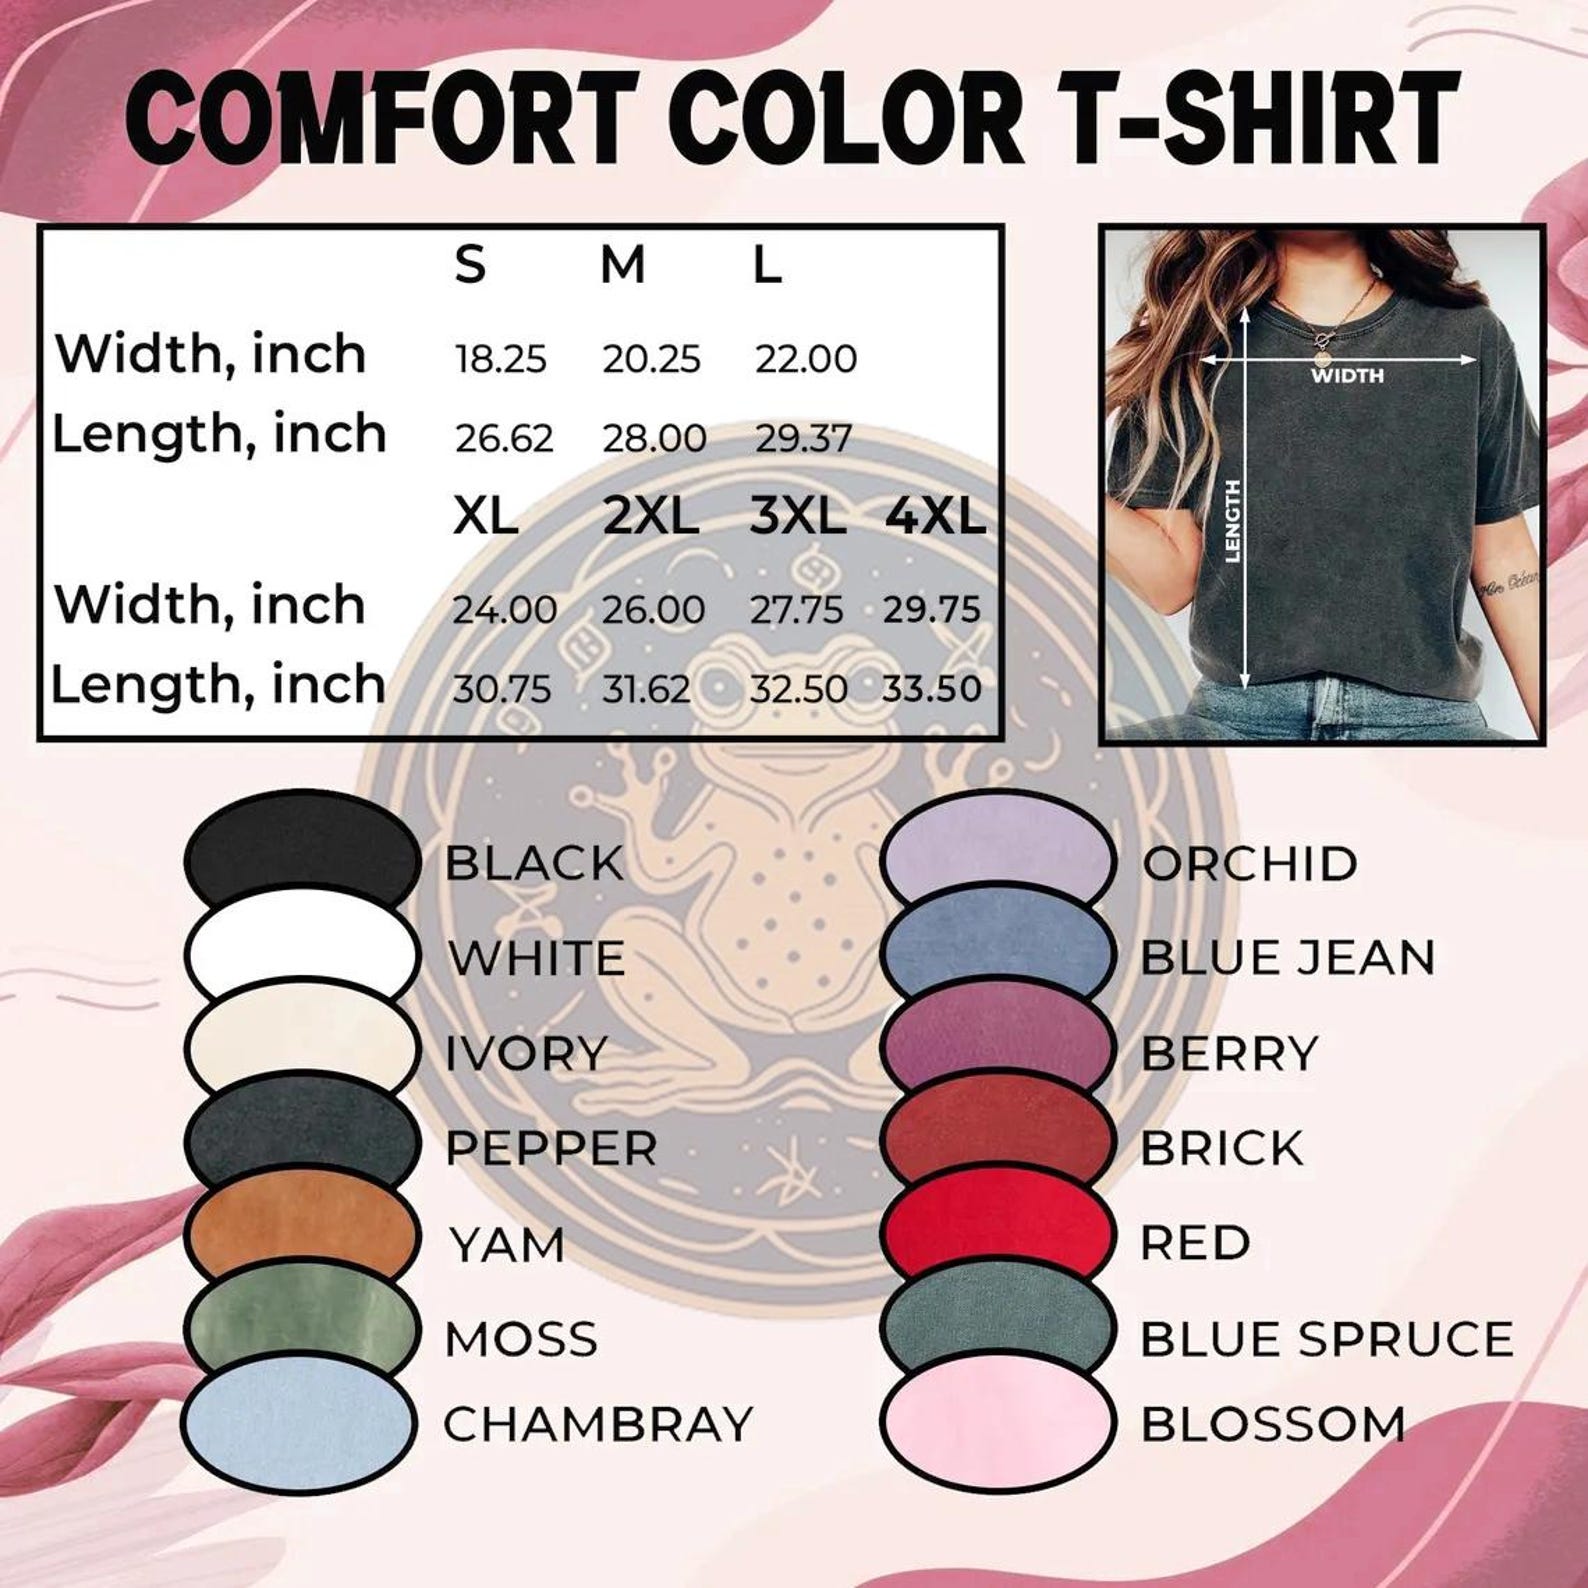 COMFORT COLOR T-SHIRT
S M L
Width, inch 18.25 20.25 22.00
Length, inch 26.62 28.00 29.37
XL 2XL 3XL 4XL
Width, inch 24.00 26.00 27.75 29.75
Length, inch 30.75 31.62 32.50 33.50
WIDTH
LENGTH
BLACK
WHITE
IVORY
PEPPER
YAM
MOSS
CHAMBRAY
ORCHID
BLUE JEAN
BERRY
BRICK
RED
BLUE SPRUCE
BLOSSOM